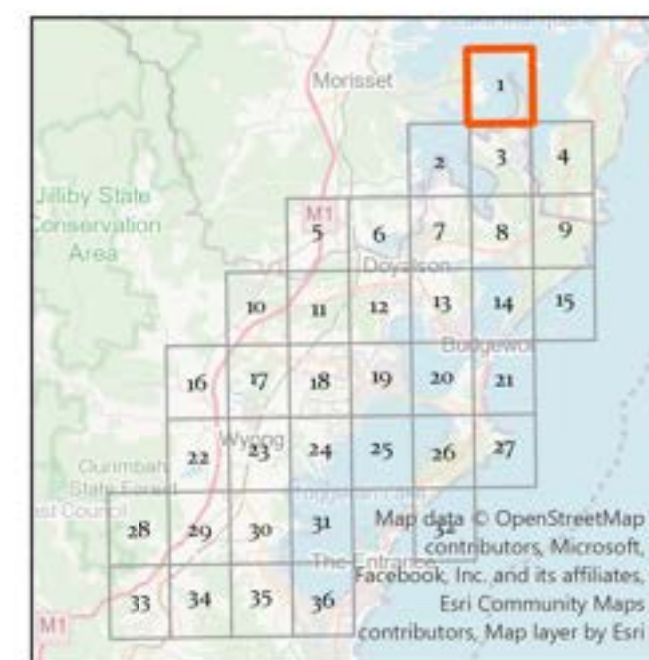 Morisset
1
2 3 4
Jilliby State
Conservation
Area
M1
5 6 7 8 9
Doyalson
10 11 12 13 14 15
Budgewoi
16 17 18 19 20 21
Wyong
22 23 24 25 26 27
Ourimbah
State Forest
ast Council
28 29 30 31 32
The Entrance
33 34 35 36
M1
Map data © OpenStreetMap
contributors, Microsoft,
Facebook, Inc. and its affiliates,
Esri Community Maps
contributors, Map layer by Esri